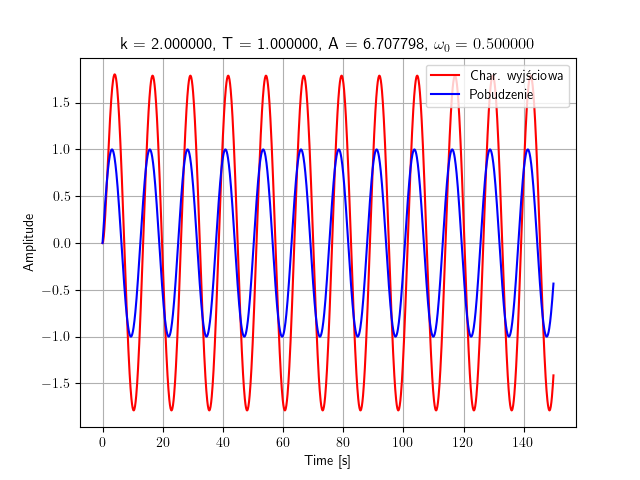 k = 2.000000, T = 1.000000, A = 6.707798, ω₀ = 0.500000
Char. wyjściowa
Pobudzenie
Amplitude
1.5
1.0
0.5
0.0
−0.5
−1.0
−1.5
0 20 40 60 80 100 120 140
Time [s]